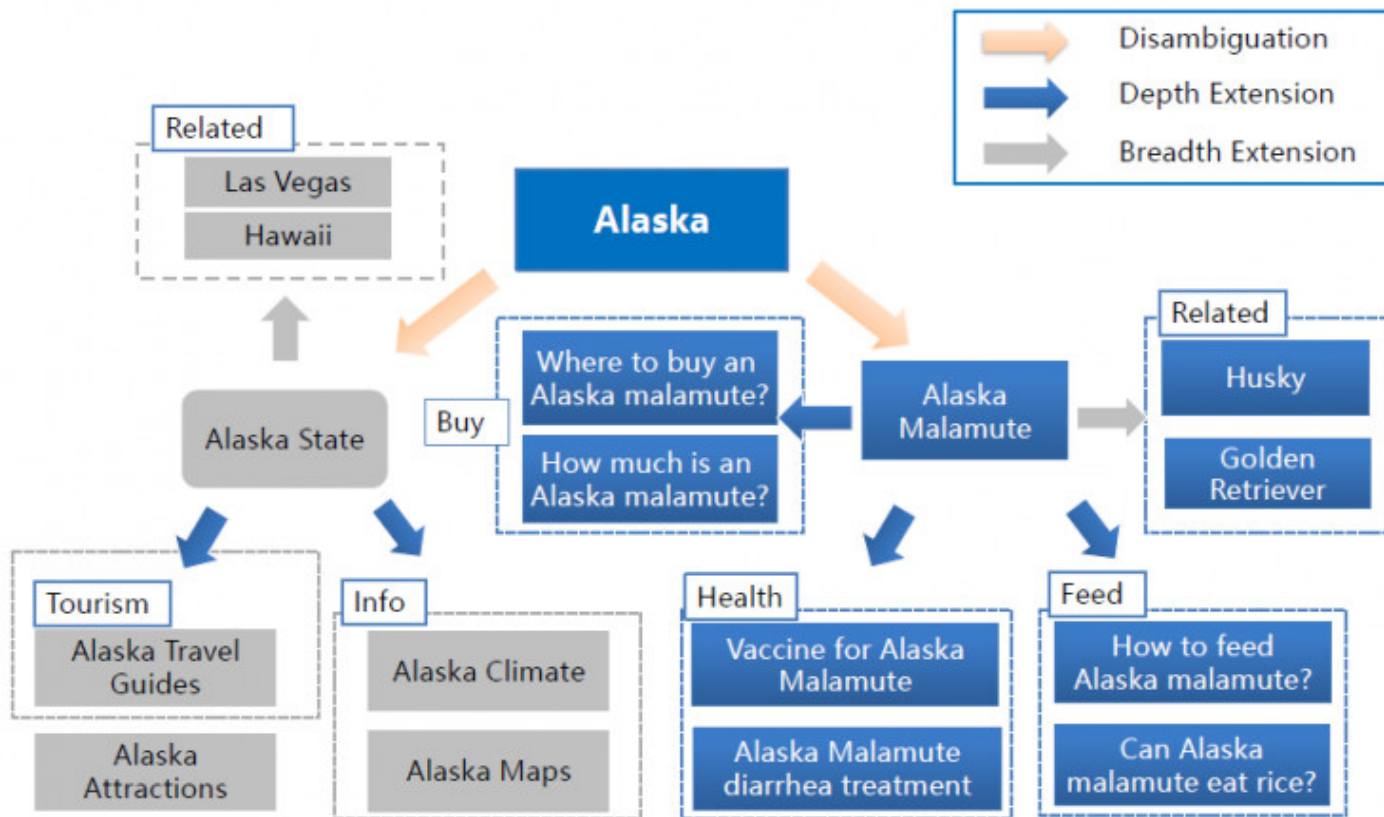 Disambiguation
Depth Extension
Breadth Extension
Related
Las Vegas
Hawaii
Alaska
Related
Husky
Golden
Retriever
Where to buy an
Alaska malamute?
Buy
How much is an
Alaska malamute?
Alaska
Malamute
Alaska State
Tourism
Alaska Travel
Guides
Alaska
Attractions
Info
Alaska Climate
Alaska Maps
Health
Vaccine for Alaska
Malamute
Alaska Malamute
diarrhea treatment
Feed
How to feed
Alaska malamute?
Can Alaska
malamute eat rice?